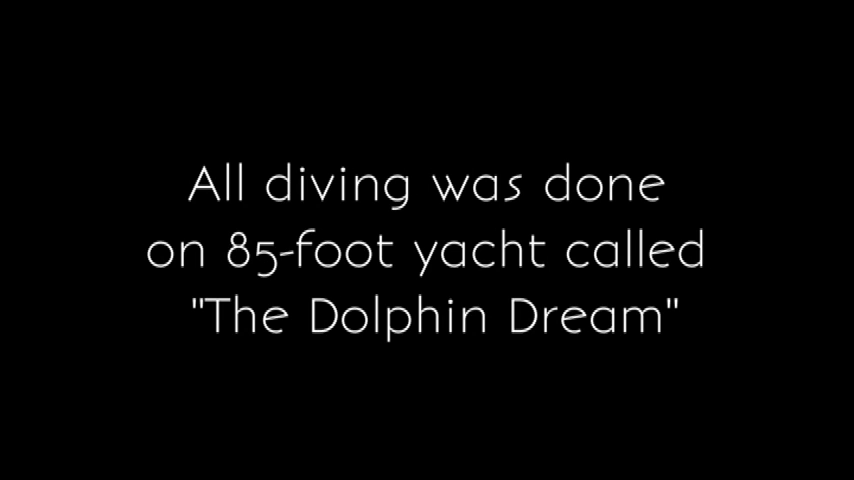 All diving was done
on 85-foot yacht called
"The Dolphin Dream"